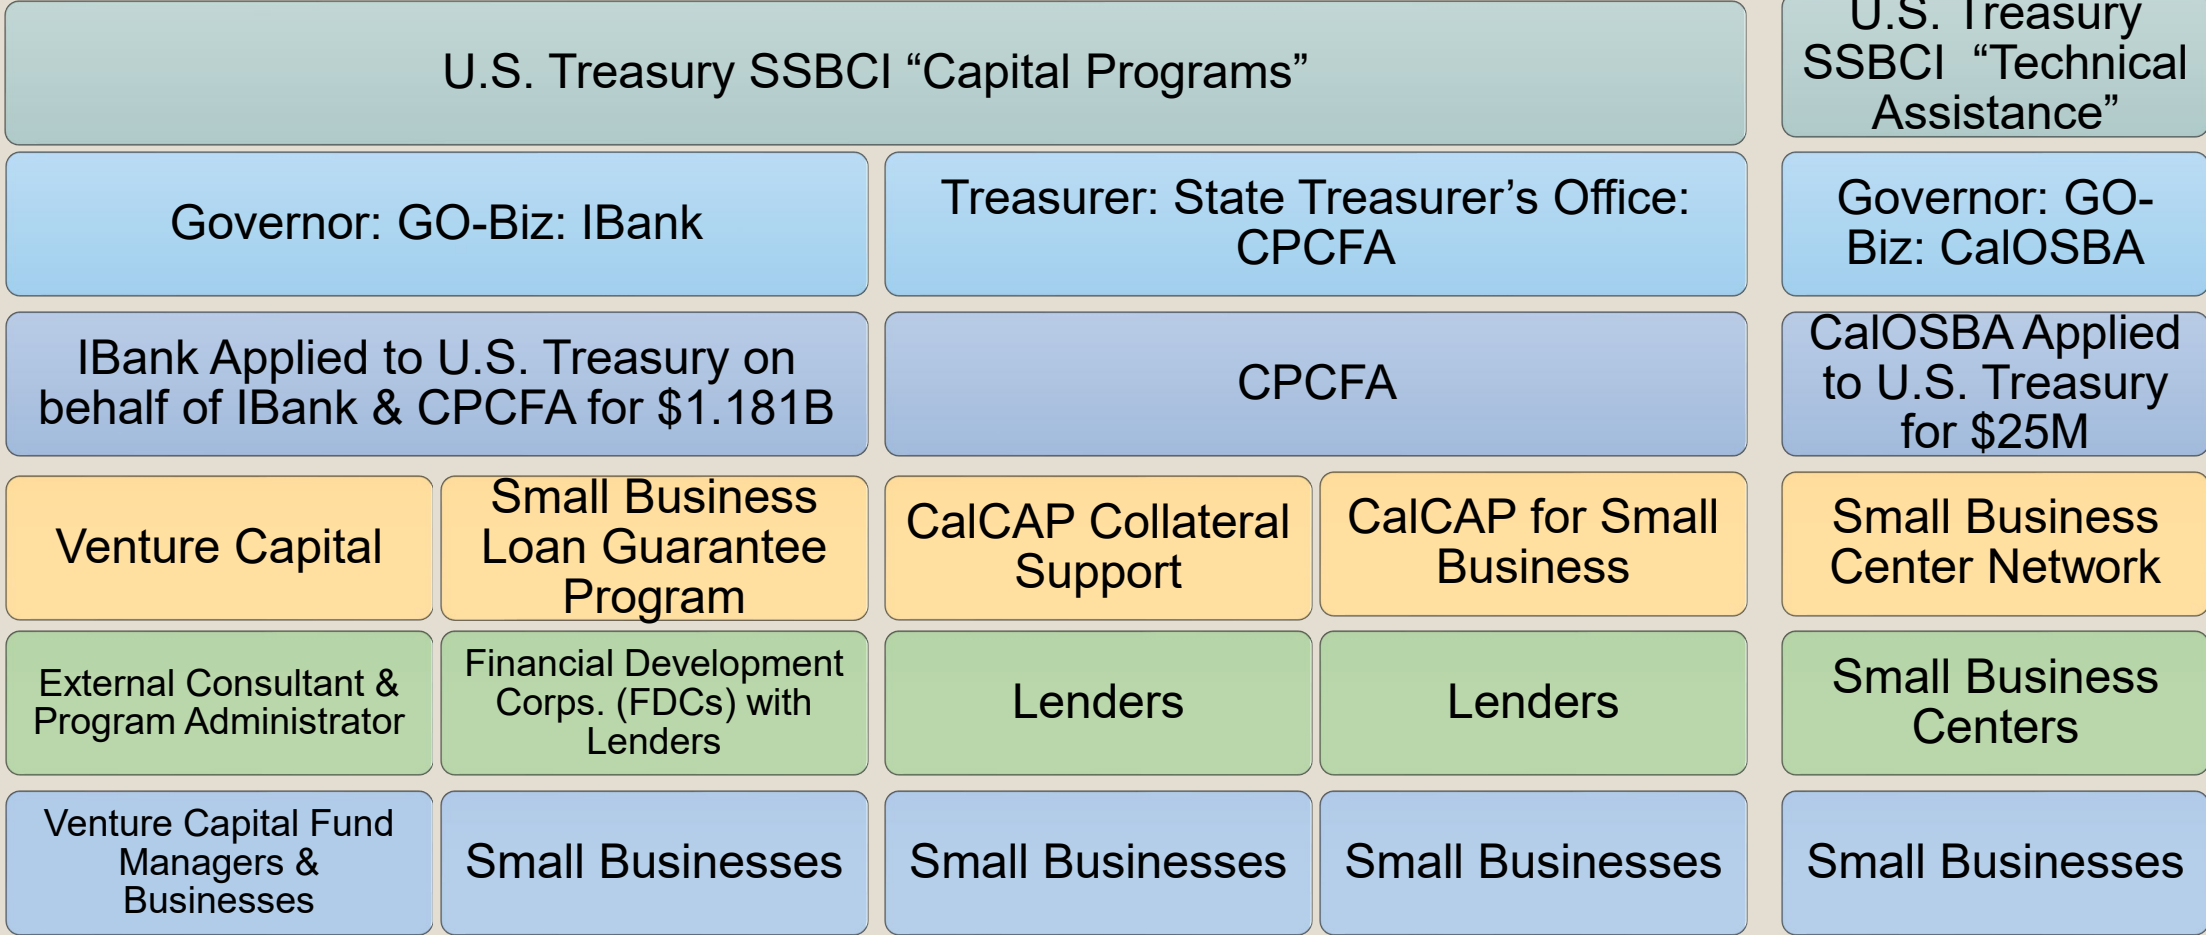 U.S. Treasury SSBCI “Capital Programs”
U.S. Treasury
SSBCI “Technical
Assistance”
Governor: GO-Biz: IBank
Treasurer: State Treasurer’s Office:
CPCFA
Governor: GO-
Biz: CalOSBA
IBank Applied to U.S. Treasury on
behalf of IBank & CPCFA for $1.181B
CPCFA
CalOSBA Applied
to U.S. Treasury
for $25M
Venture Capital
Small Business
Loan Guarantee
Program
CalCAP Collateral
Support
CalCAP for Small
Business
Small Business
Center Network
External Consultant &
Program Administrator
Financial Development
Corps. (FDCs) with
Lenders
Lenders
Lenders
Small Business
Centers
Venture Capital Fund
Managers &
Businesses
Small Businesses
Small Businesses
Small Businesses
Small Businesses